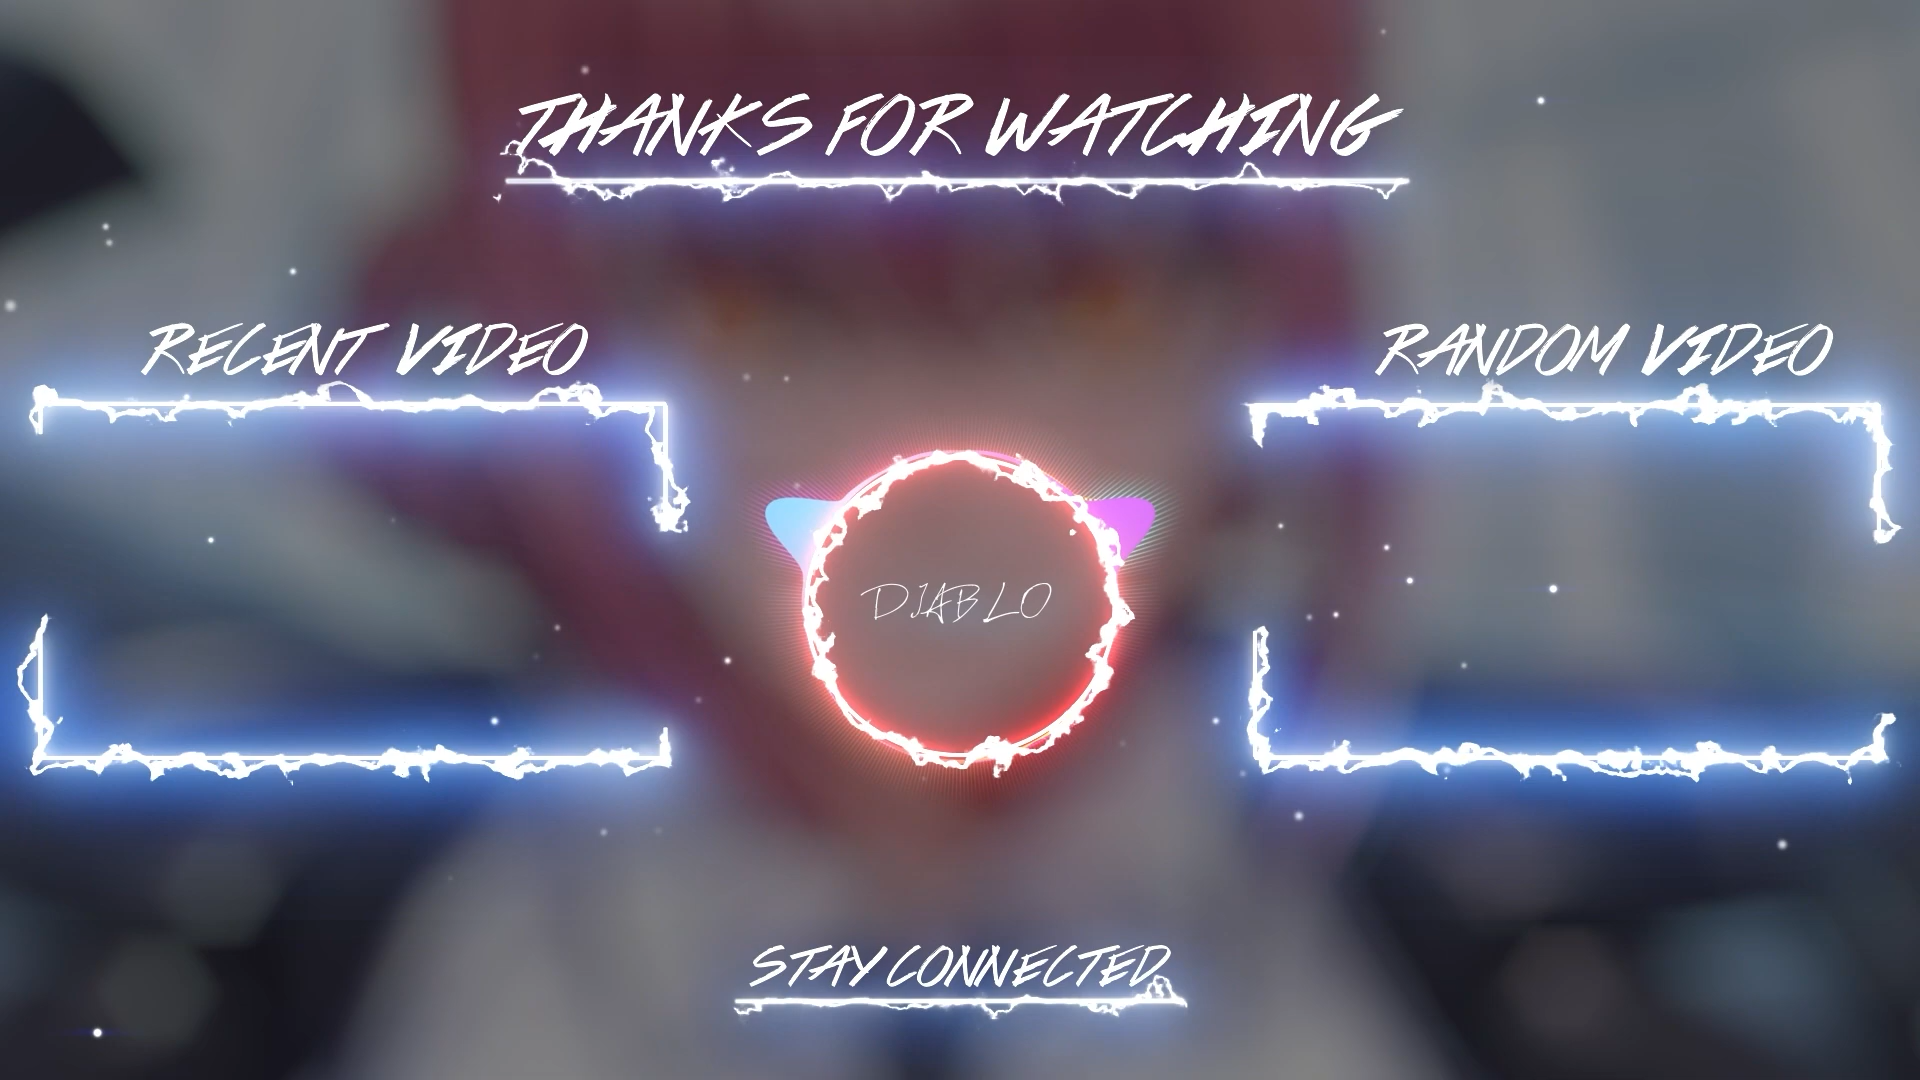 THANKS FOR WATCHING
RECENT VIDEO
RANDOM VIDEO
DJABLO
STAY CONNECTED